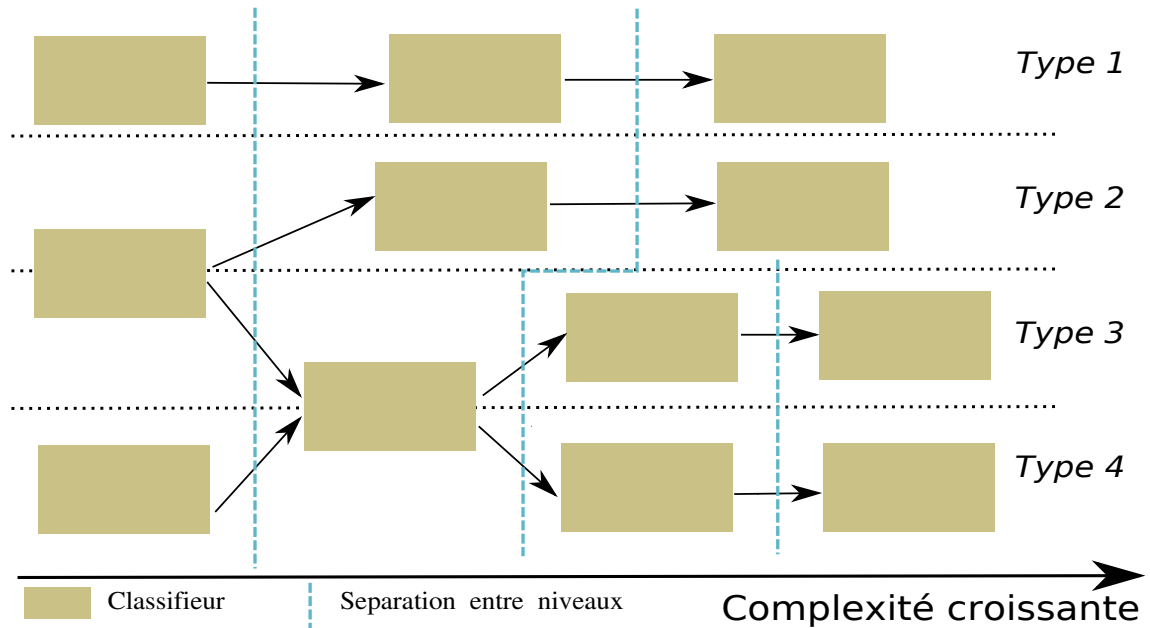 Type 1
Type 2
Type 3
Type 4
Classifieur
Separation entre niveaux
Complexité croissante